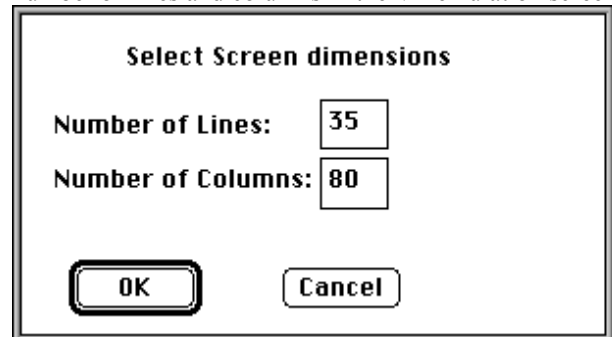 Select Screen dimensions
Number of Lines: 35
Number of Columns: 80
OK Cancel